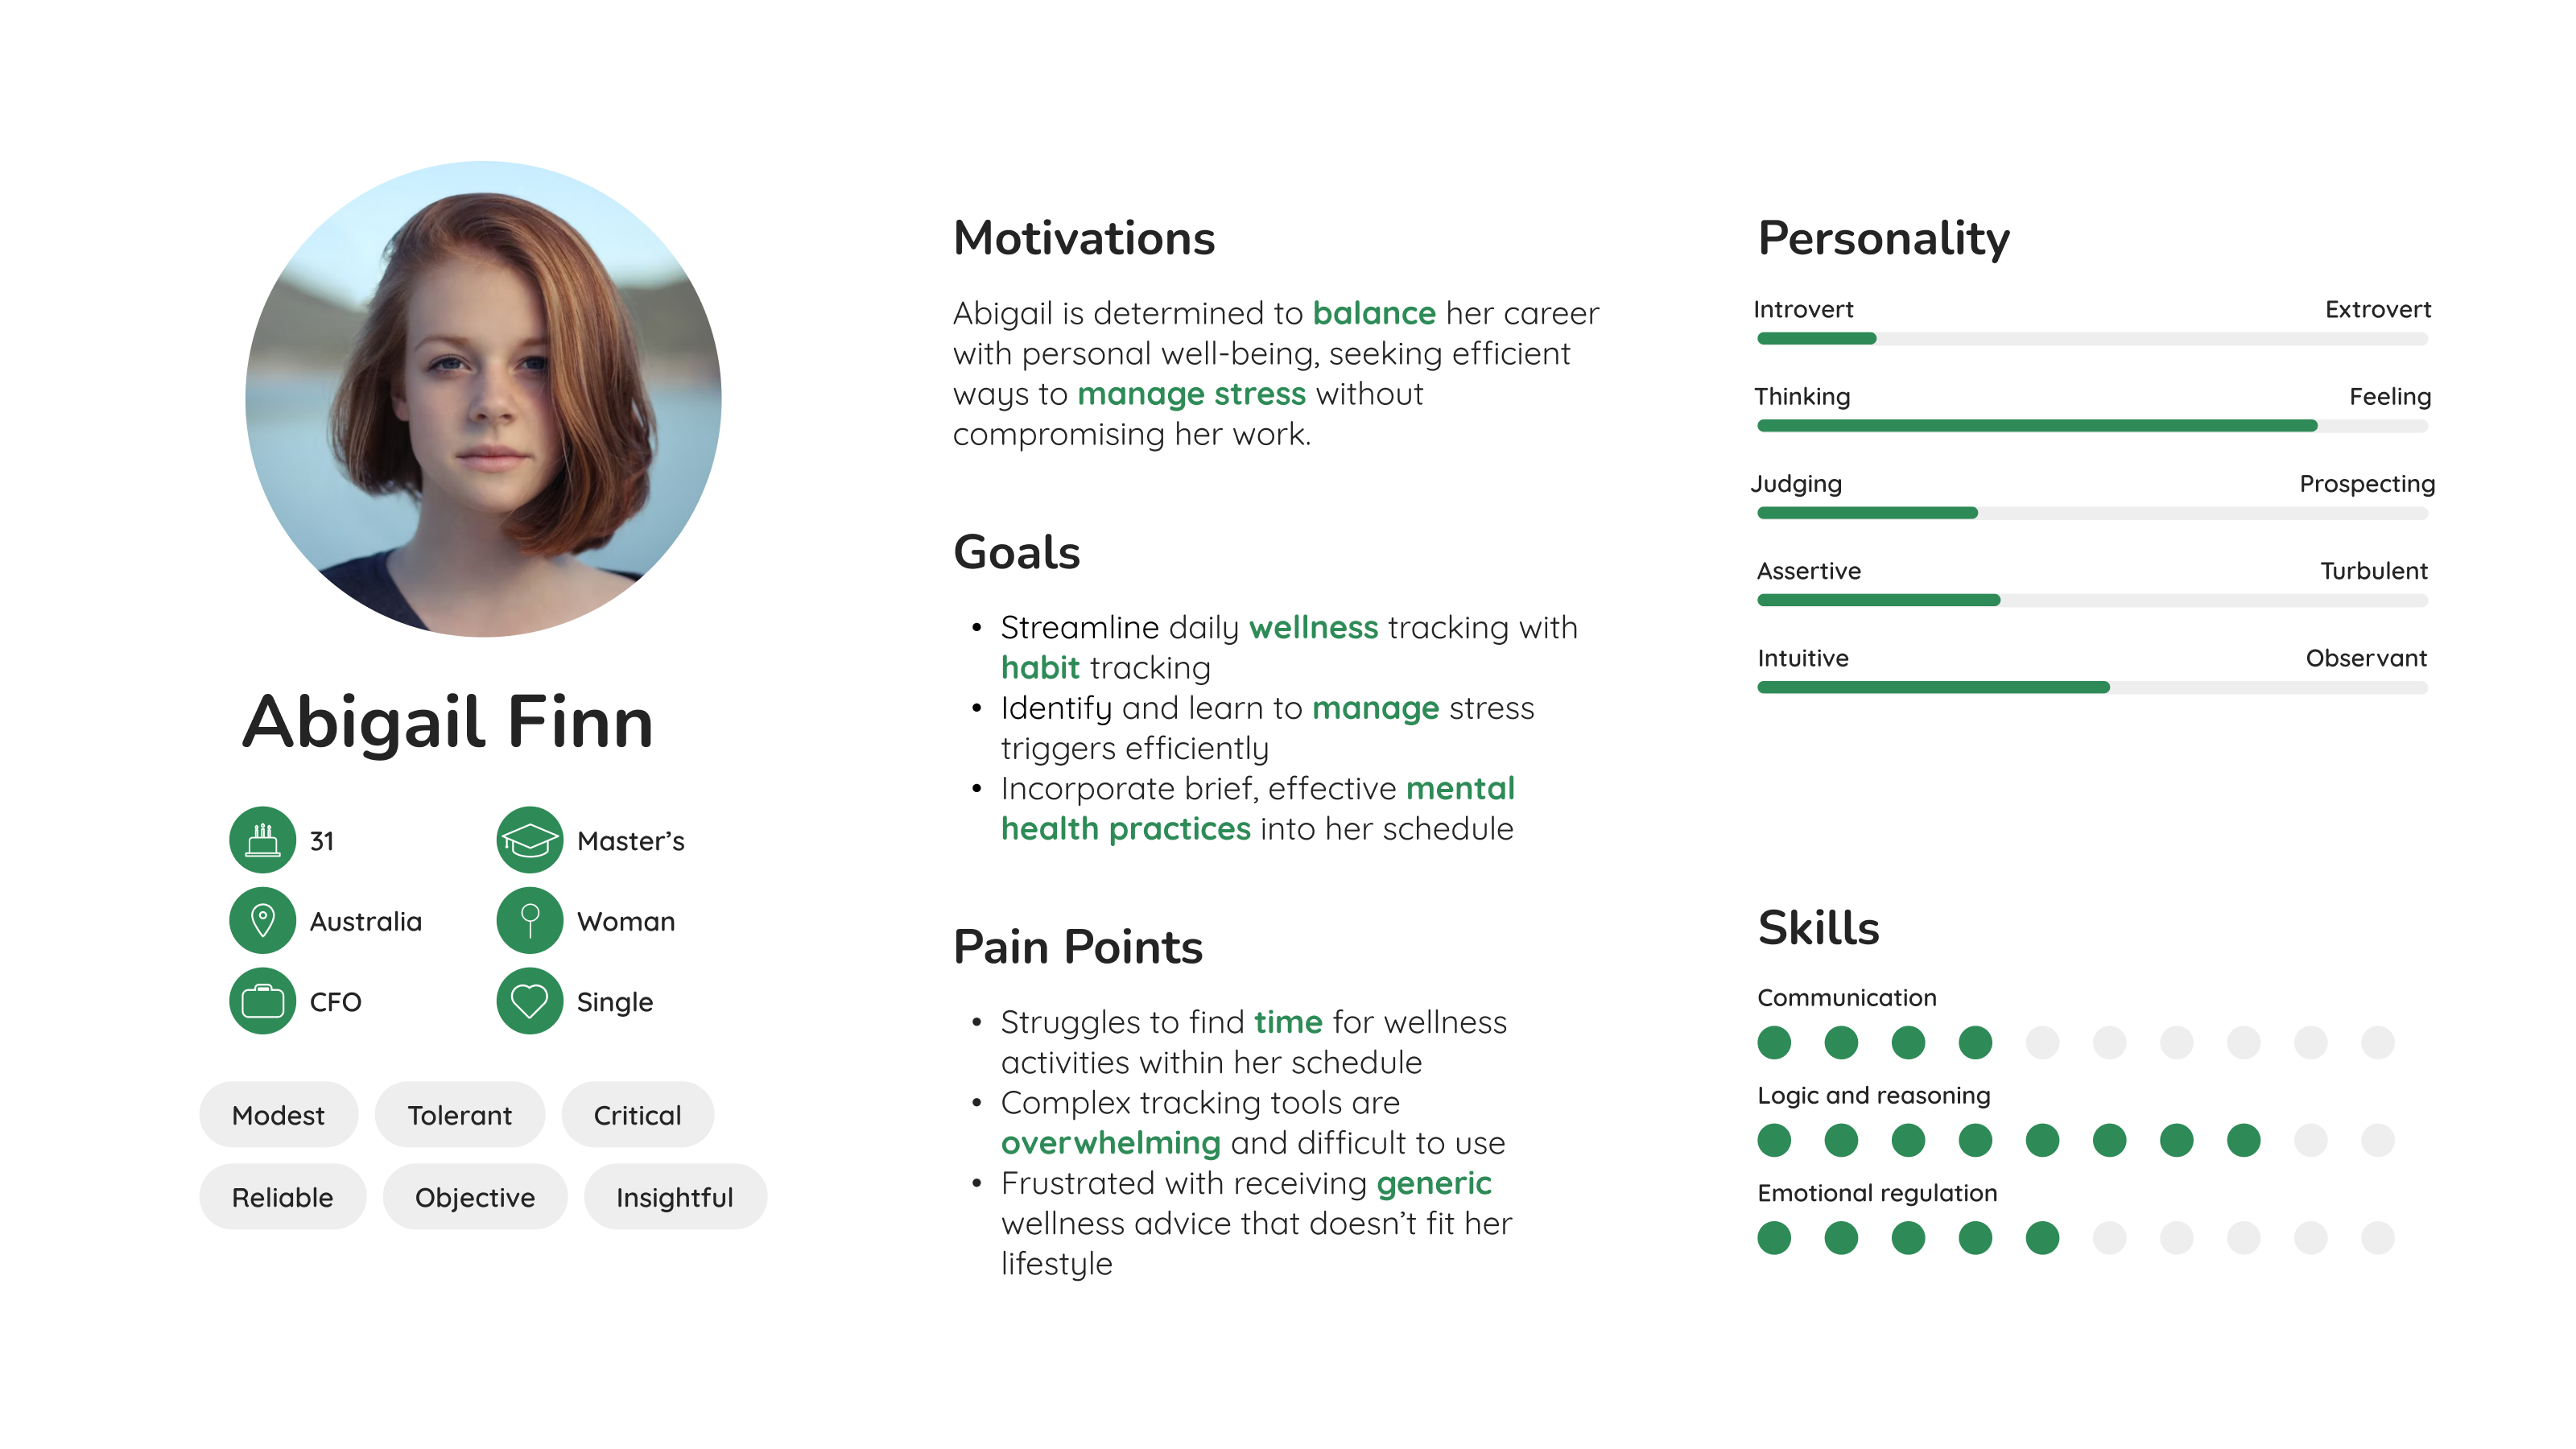 Abigail Finn
31
Master’s
Australia
Woman
CFO
Single
Modest
Tolerant
Critical
Reliable
Objective
Insightful
Motivations
Abigail is determined to balance her career
with personal well-being, seeking efficient
ways to manage stress without
compromising her work.
Goals
• Streamline daily wellness tracking with
habit tracking
• Identify and learn to manage stress
triggers efficiently
• Incorporate brief, effective mental
health practices into her schedule
Pain Points
• Struggles to find time for wellness
activities within her schedule
• Complex tracking tools are
overwhelming and difficult to use
• Frustrated with receiving generic
wellness advice that doesn’t fit her
lifestyle
Personality
Introvert Extrovert
Thinking Feeling
Judging Prospecting
Assertive Turbulent
Intuitive Observant
Skills
Communication
Logic and reasoning
Emotional regulation